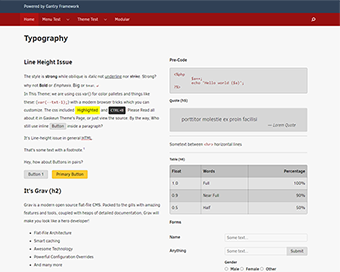 Powered by Gantry Framework
Home
Menu Test
Theme Test
Modular
Typography
Line Height Issue
The style is strong while oblique is italic not underline nor strike. Strong?
why not Bold or Emphasis. Big or Small.
In This Theme; we are using css var() for color palettes and things like
these (var(--txt-1);) with a modern browser tricks which you can
customize. The css included Highlighted and CTRL+B. Please Read all
about it on Gaskeun Theme's Page, or just view the source. By the way, Who
still use inline Button inside a paragraph?
It's Line-height issue in general HTML.
That's some text with a footnote.
Hey, how about Buttons in pairs?
Button 1
Primary Button
It's Grav (h2)
Grav is a modern open source flat-file CMS. Packed to the gills with amazing
features and tools, coupled with heaps of detailed documentation, Grav will
make you look like a hero developer!
Flat-File Architecture
Smart caching
Awesome Technology
Powerful Configuration Overrides
And many more
Pre-Code
<?php
echo 'Hello world ($a)';
?>
Quote (h5)
porttitor molestie ex proin facilisi
— Lorem Quote
Sometext between <hr> horizontal lines
Table (h6)
Float Words Percentage
1.0 Full 100%
0.9 Near Full 90%
0.5 Half 50%
Forms
Name
Some text...
Anything
Some text...
Submit
Gender
Male
Female
Other